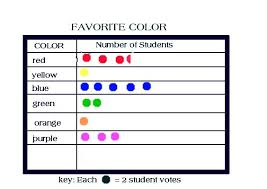 FAVORITE COLOR
COLOR Number of Students
red
yellow
blue
green
orange
purple
key: Each = 2 student votes